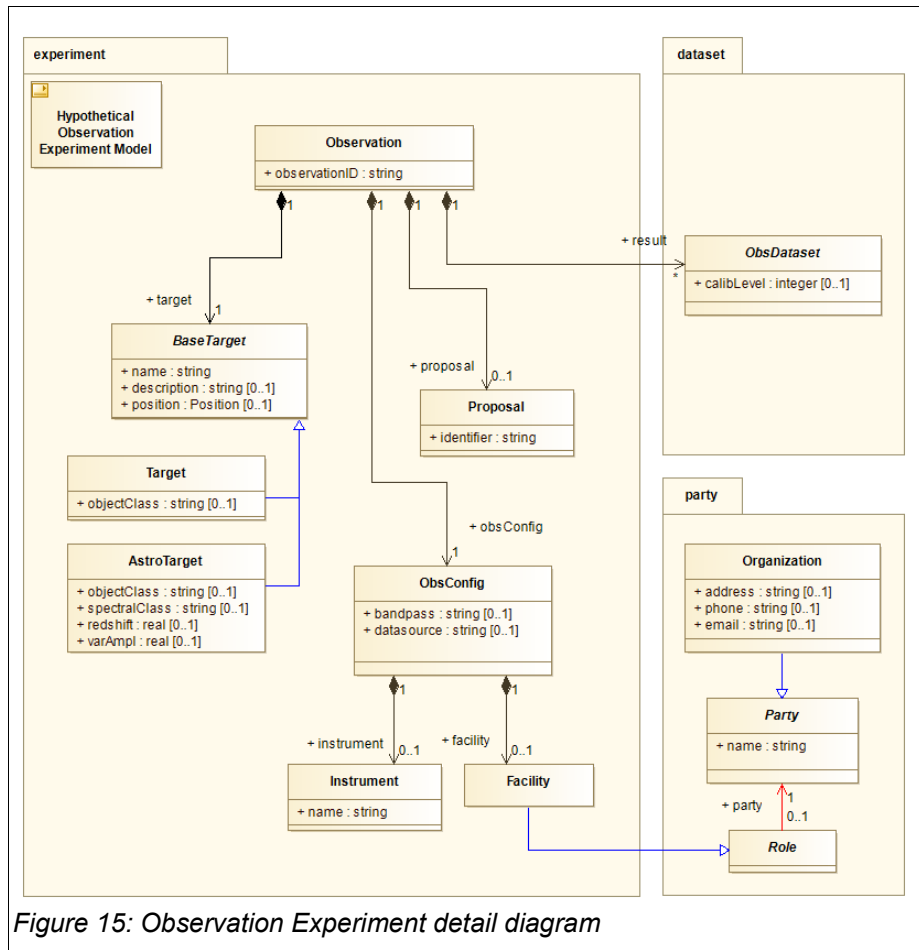 experiment
Hypothetical
Observation
Experiment Model
Observation
+ observationID : string
1
1
1
1
+ target
1
BaseTarget
+ name : string
+ description : string [0..1]
+ position : Position [0..1]
Target
+ objectClass : string [0..1]
AstroTarget
+ objectClass : string [0..1]
+ spectralClass : string [0..1]
+ redshift : real [0..1]
+ varAmpl : real [0..1]
+ proposal
0..1
Proposal
+ identifier : string
+ obsConfig
1
ObsConfig
+ bandpass : string [0..1]
+ datasource : string [0..1]
1
1
+ instrument
0..1
+ facility
0..1
Instrument
+ name : string
Facility
dataset
+ result
*
ObsDataset
+ calibLevel : integer [0..1]
party
Organization
+ address : string [0..1]
+ phone : string [0..1]
+ email : string [0..1]
Party
+ name : string
+ party
1
0..1
Role
Figure 15: Observation Experiment detail diagram